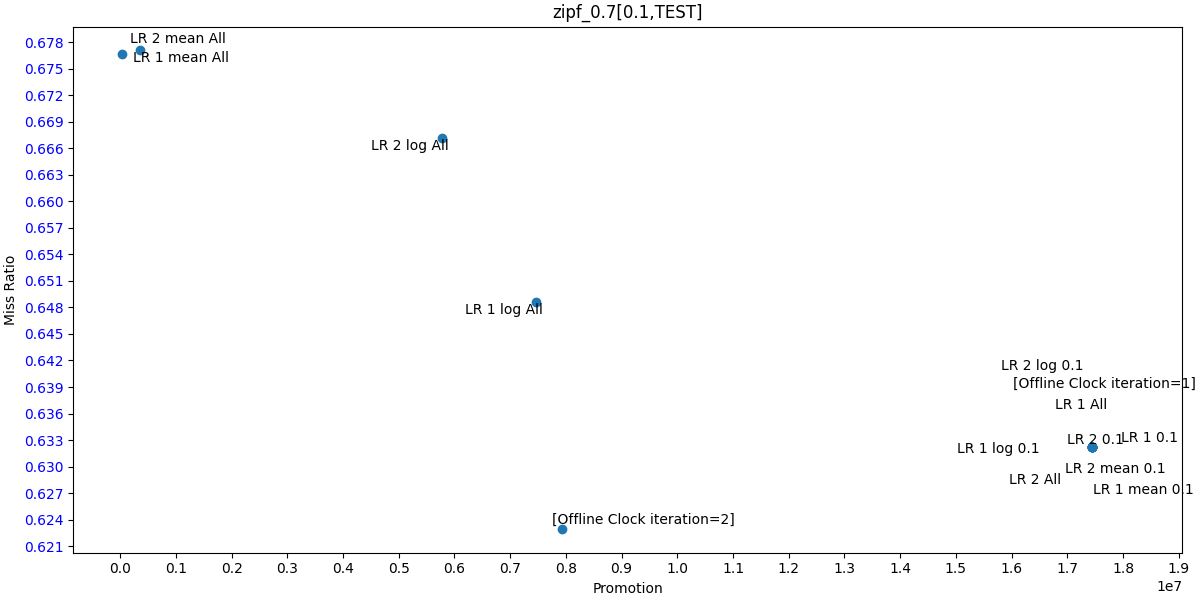 zipf_0.7[0.1,TEST]
Miss Ratio
0.678
0.675
0.672
0.669
0.666
0.663
0.660
0.657
0.654
0.651
0.648
0.645
0.642
0.639
0.636
0.633
0.630
0.627
0.624
0.621
LR 2 mean All
LR 1 mean All
LR 2 log All
LR 1 log All
LR 2 log 0.1
[Offline Clock iteration=1]
LR 1 All
LR 2 0.1
LR 1 0.1
LR 1 log 0.1
LR 2 mean 0.1
LR 2 All
LR 1 mean 0.1
[Offline Clock iteration=2]
0.0 0.1 0.2 0.3 0.4 0.5 0.6 0.7 0.8 0.9 1.0 1.1 1.2 1.3 1.4 1.5 1.6 1.7 1.8 1.9
1e7
Promotion